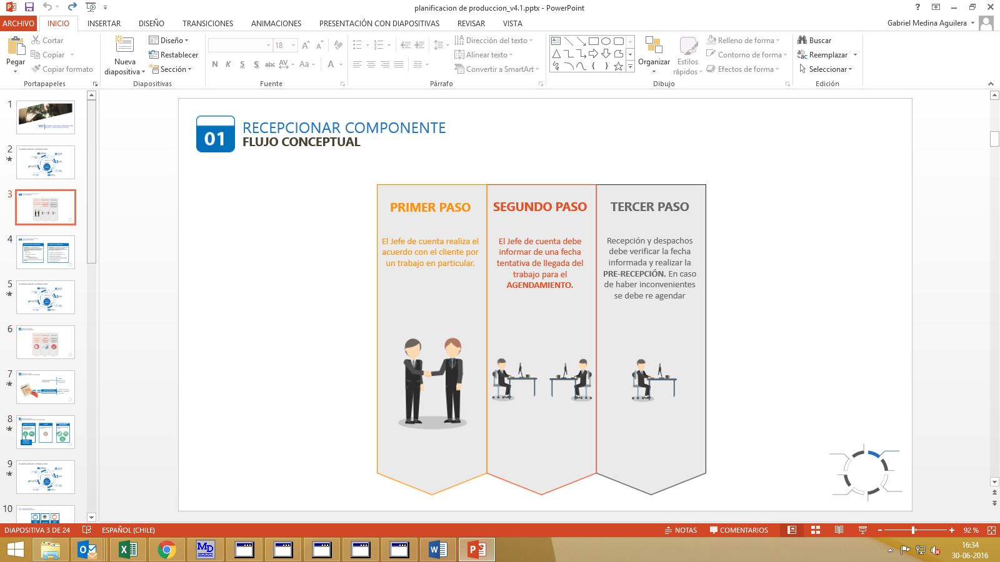 planificacion de produccion_v4.1.pptx - PowerPoint
ARCHIVO INICIO INSERTAR DISEÑO TRANSICIONES ANIMACIONES PRESENTACIÓN CON DIAPOSITIVAS REVISAR VISTA Gabriel Medina Aguilera
Pegar
Cortar
Copiar
Copiar formato
Portapapeles
Nueva
diapositiva
Diseño
Restablecer
Sección
Diapositivas
18
N K S S abc AV Aa A
Fuente
Dirección del texto
Alinear texto
Convertir a SmartArt
Párrafo
Organizar
Estilos
rápidos
Relleno de forma
Contorno de forma
Efectos de forma
Dibujo
Buscar
Reemplazar
Seleccionar
Edición
1
2
3
4
5
6
7
8
9
10
01
RECEPCIONAR COMPONENTE
FLUJO CONCEPTUAL
PRIMER PASO
El Jefe de cuenta realiza el
acuerdo con el cliente por
un trabajo en particular.
SEGUNDO PASO
El Jefe de cuenta debe
informar de una fecha
tentativa de llegada del
trabajo para el
AGENDAMIENTO.
TERCER PASO
Recepción y despachos
debe verificar la fecha
informada y realizar la
PRE-RECEPCIÓN. En caso
de haber inconvenientes
se debe re agendar
DIAPOSITIVA 3 DE 24 ESPAÑOL (CHILE) NOTAS COMENTARIOS 92 %
16:34
30-06-2016